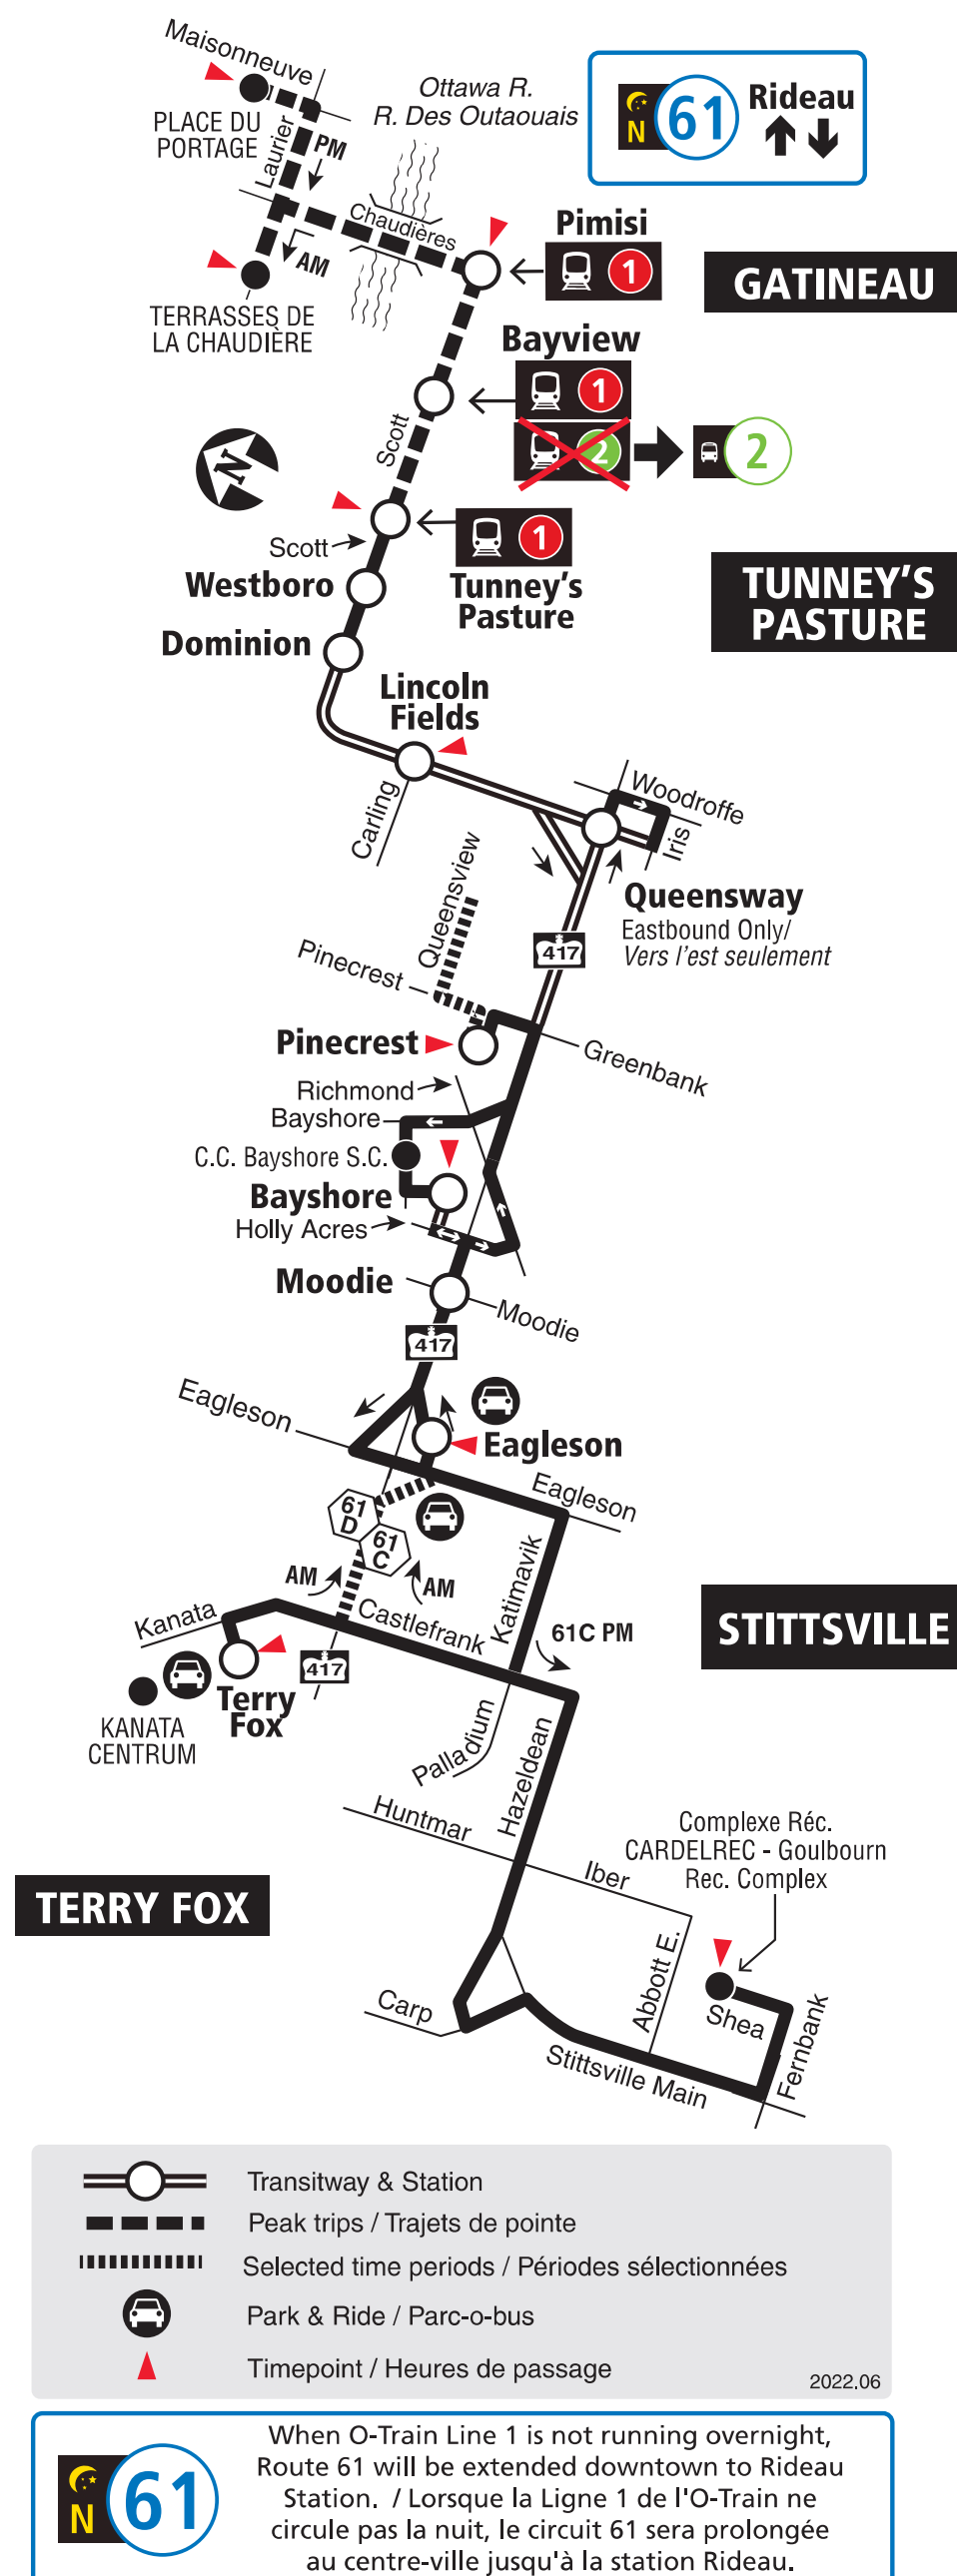 Maisonneuve
Ottawa R.
R. Des Outaouais
N
61
Rideau
PLACE DU
PORTAGE
Laurier
PM
Chaudières
AM
TERRASSES DE
LA CHAUDIÈRE
Pimisi
1
GATINEAU
Bayview
1
2
2
Scott
N
Scott
1
Tunney's
Pasture
TUNNEY'S
PASTURE
Westboro
Dominion
Lincoln
Fields
Carling
Woodroffe
Iris
Queensway
Eastbound Only/
Vers l'est seulement
Queensview
417
Pinecrest
Pinecrest
Greenbank
Richmond
Bayshore
C.C. Bayshore S.C.
Bayshore
Holly Acres
Moodie
Moodie
417
Eagleson
Eagleson
Eagleson
61
D
61
C
AM
AM
Katimavik
Kanata
Castlefrank
61C PM
STITTSVILLE
417
Terry
Fox
KANATA
CENTRUM
Palladium
Hazeldean
Huntmar
Iber
Complexe Réc.
CARDELREC - Goulbourn
Rec. Complex
TERRY FOX
Abbott E.
Carp
Shea
Fernbank
Stittsville Main
Transitway & Station
Peak trips / Trajets de pointe
Selected time periods / Périodes sélectionnées
Park & Ride / Parc-o-bus
Timepoint / Heures de passage
2022.06
N
61
When O-Train Line 1 is not running overnight,
Route 61 will be extended downtown to Rideau
Station. / Lorsque la Ligne 1 de l'O-Train ne
circule pas la nuit, le circuit 61 sera prolongée
au centre-ville jusqu'à la station Rideau.